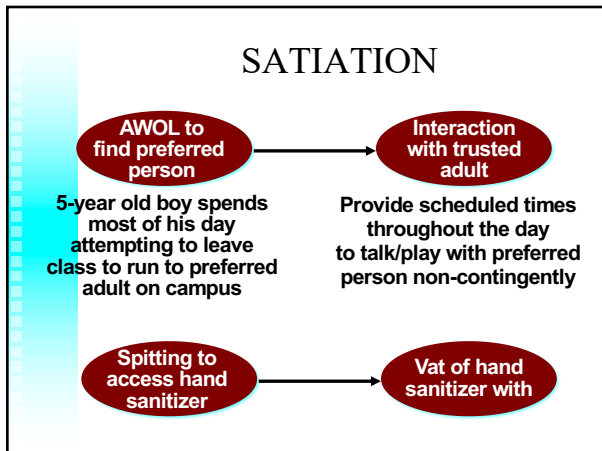 SATIATION
AWOL to
find preferred
person
Interaction
with trusted
adult
5-year old boy spends
most of his day
attempting to leave
class to run to preferred
adult on campus
Provide scheduled times
throughout the day
to talk/play with preferred
person non-contingently
Spitting to
access hand
sanitizer
Vat of hand
sanitizer with